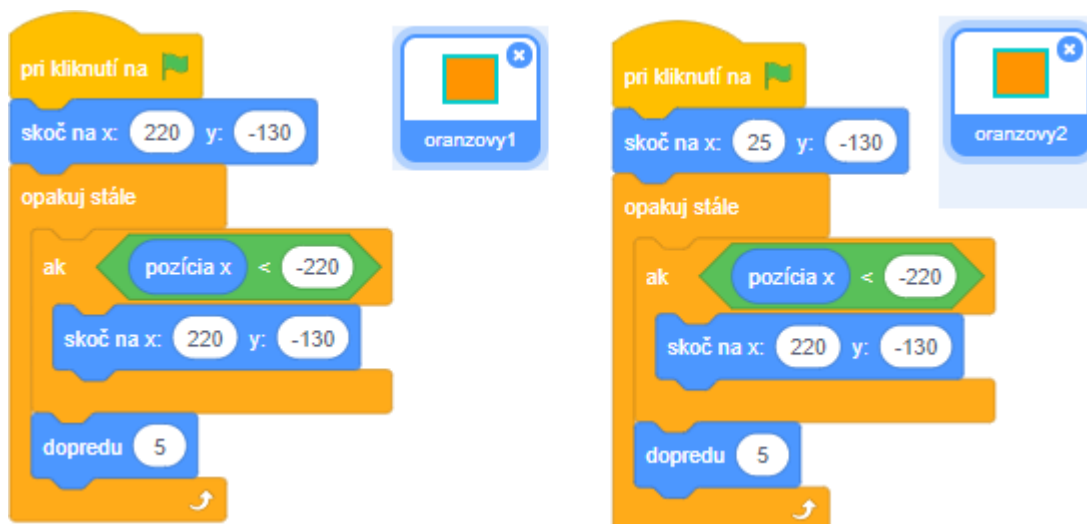 pri kliknutí na
skoč na x: 220 y: -130
opakuj stále
ak pozícia x < -220
skoč na x: 220 y: -130
dopredu 5
oranzovy1
pri kliknutí na
skoč na x: 25 y: -130
opakuj stále
ak pozícia x < -220
skoč na x: 220 y: -130
dopredu 5
oranzovy2